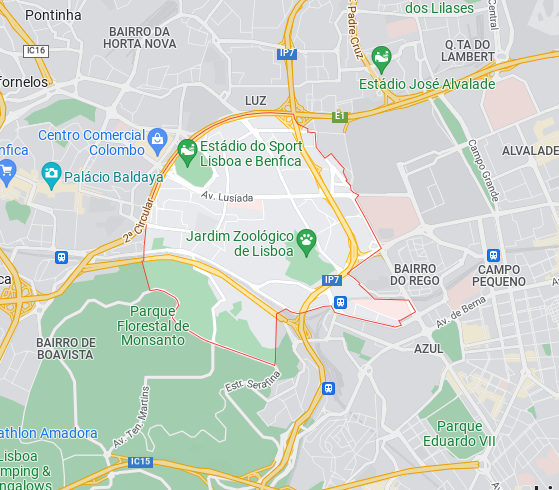 Pontinha
BAIRRO DA
HORTA NOVA
dos Lilases
Central
Padre Cruz
IC16
IP7
Q.TA DO
LAMBERT
Estádio José Alvalade
fornelos
LUZ
E1
Centro Comercial
Colombo
Estádio do Sport
Lisboa e Benfica
nfica
Palácio Baldaya
Campo Grande
ALVALADE
Av. Lusíada
2ª Circular
Jardim Zoológico
de Lisboa
ca
BAIRRO
DO REGO
CAMPO
PEQUENO
IP7
Parque
Florestal de
Monsanto
Av. de Berna
BAIRRO DE
BOAVISTA
AZUL
Estr. Serafina
Av. Ten. Martins
athlon Amadora
Parque
Eduardo VII
Lisboa
mping &
ngalows
IC15